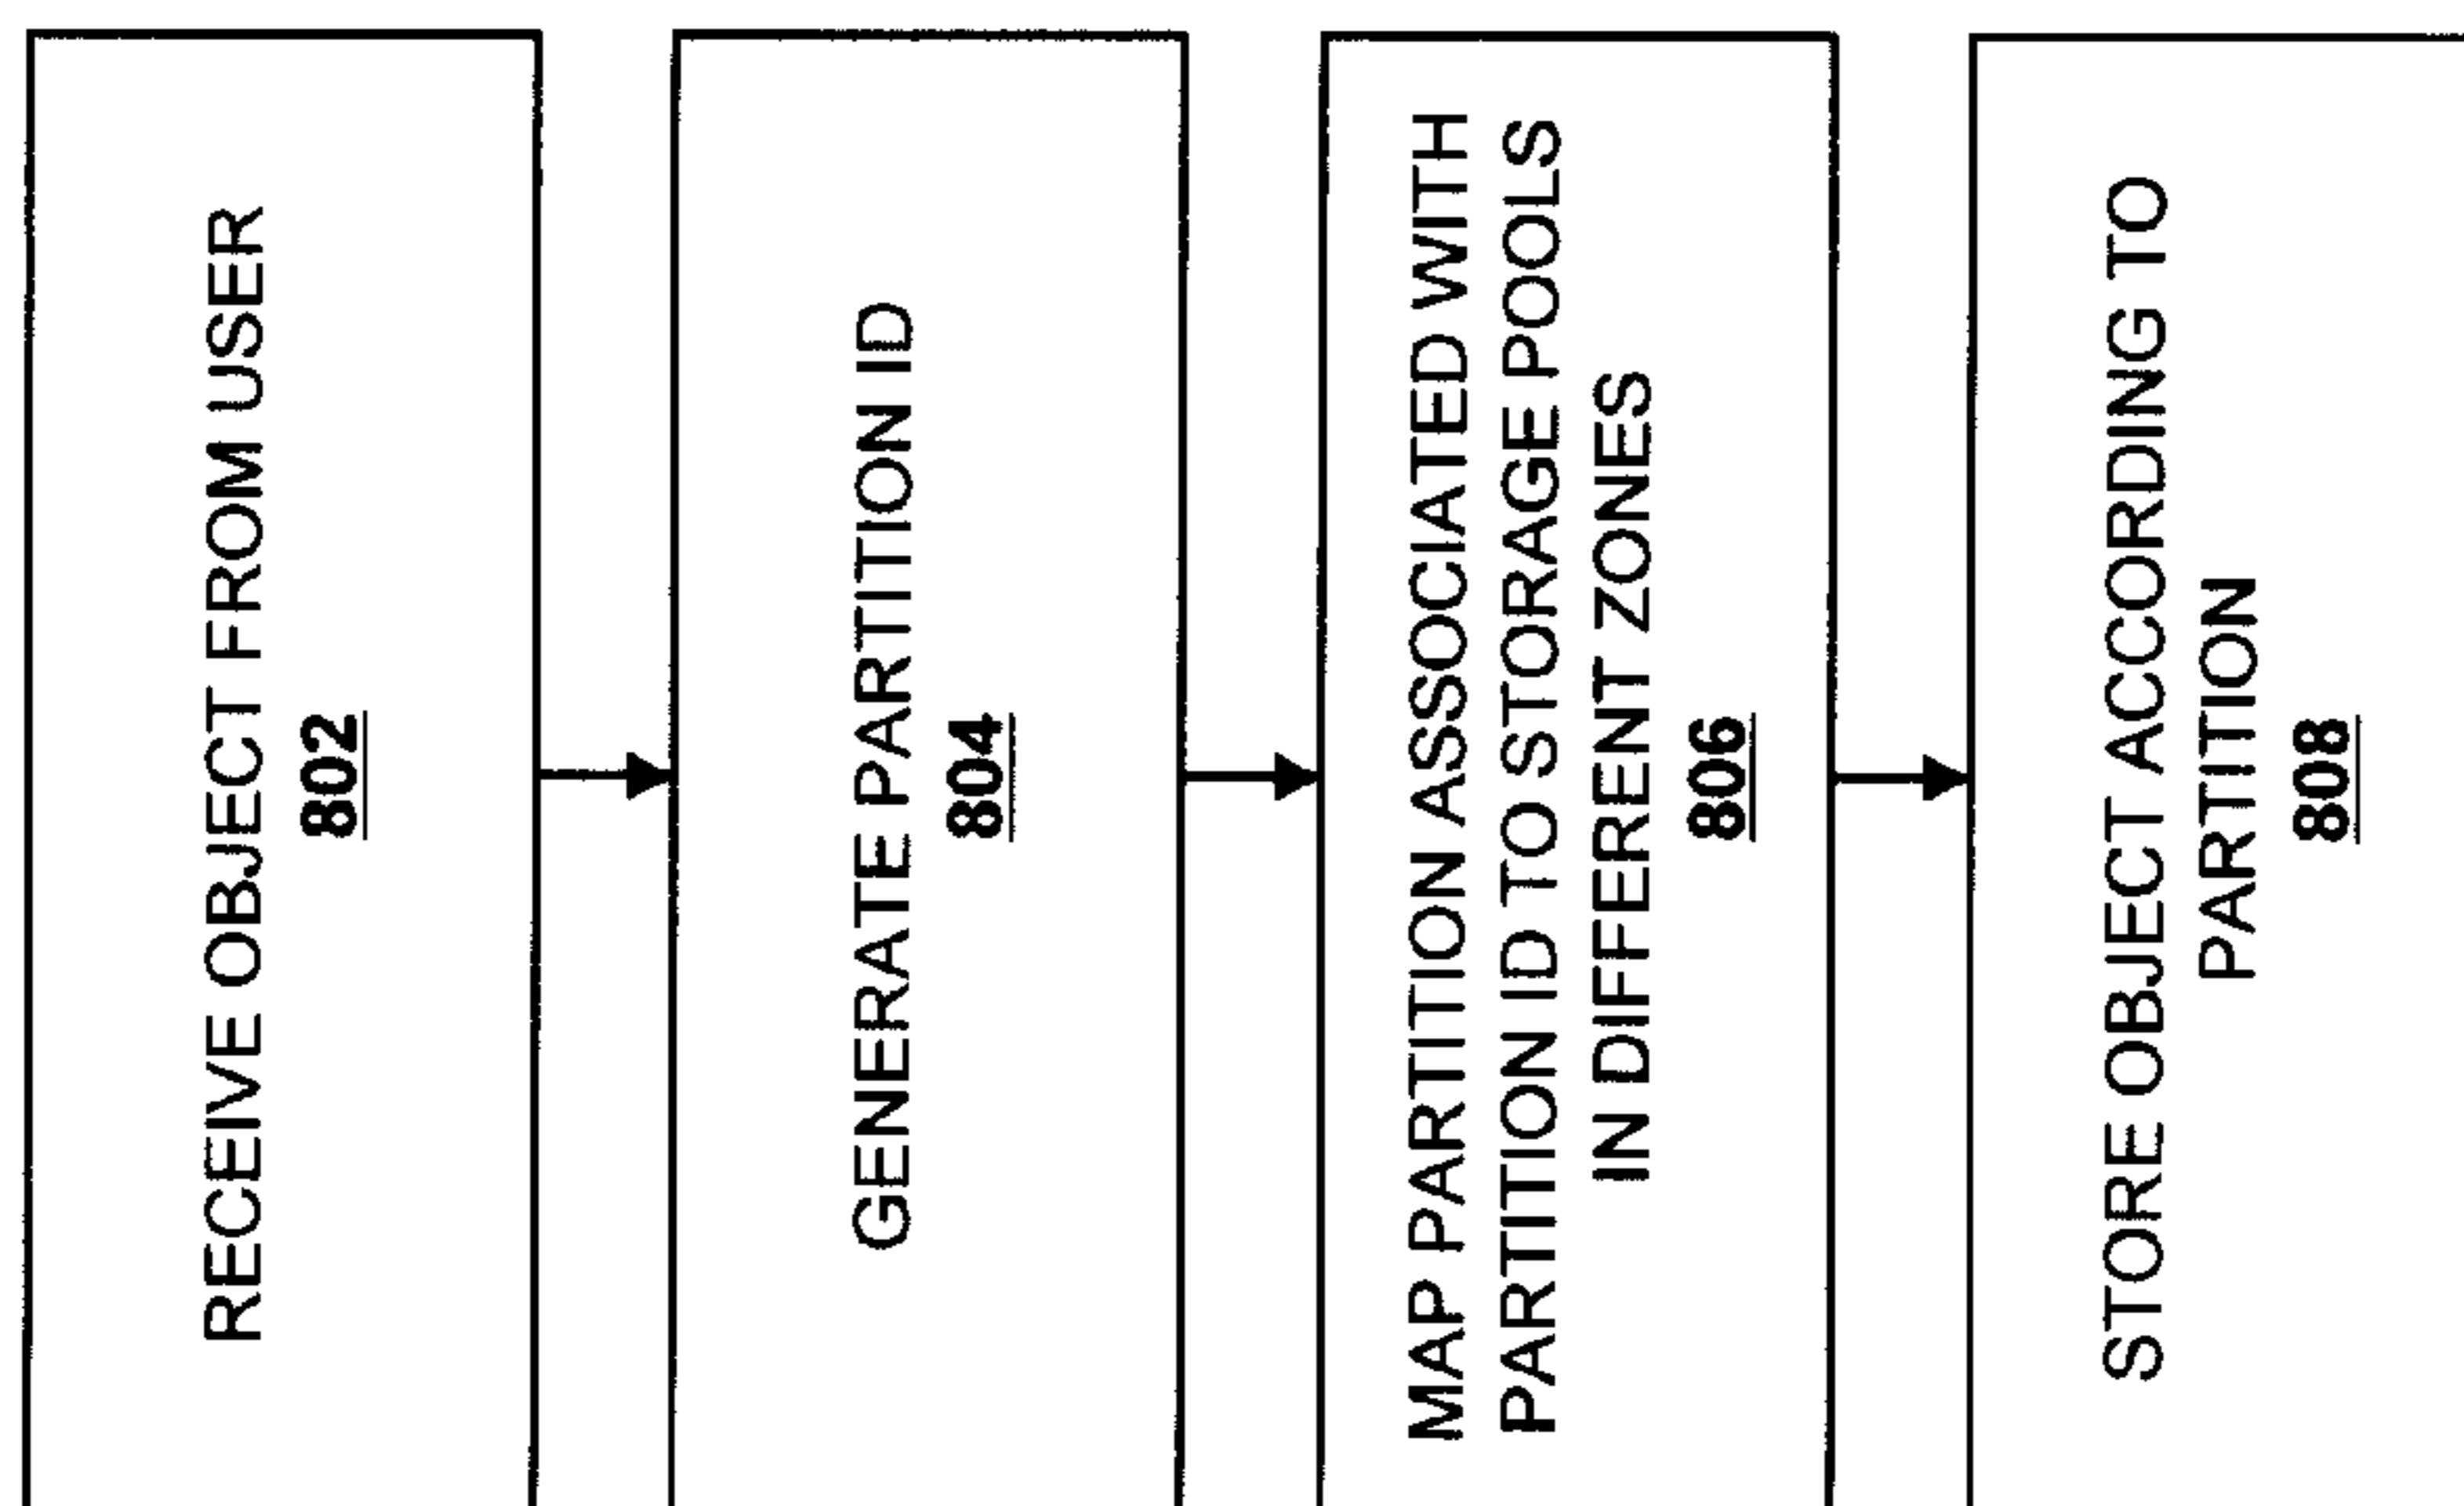 RECEIVE OBJECT FROM USER
802
GENERATE PARTITION ID
804
MAP PARTITION ASSOCIATED WITH
PARTITION ID TO STORAGE POOLS
IN DIFFERENT ZONES
806
STORE OBJECT ACCORDING TO
PARTITION
808